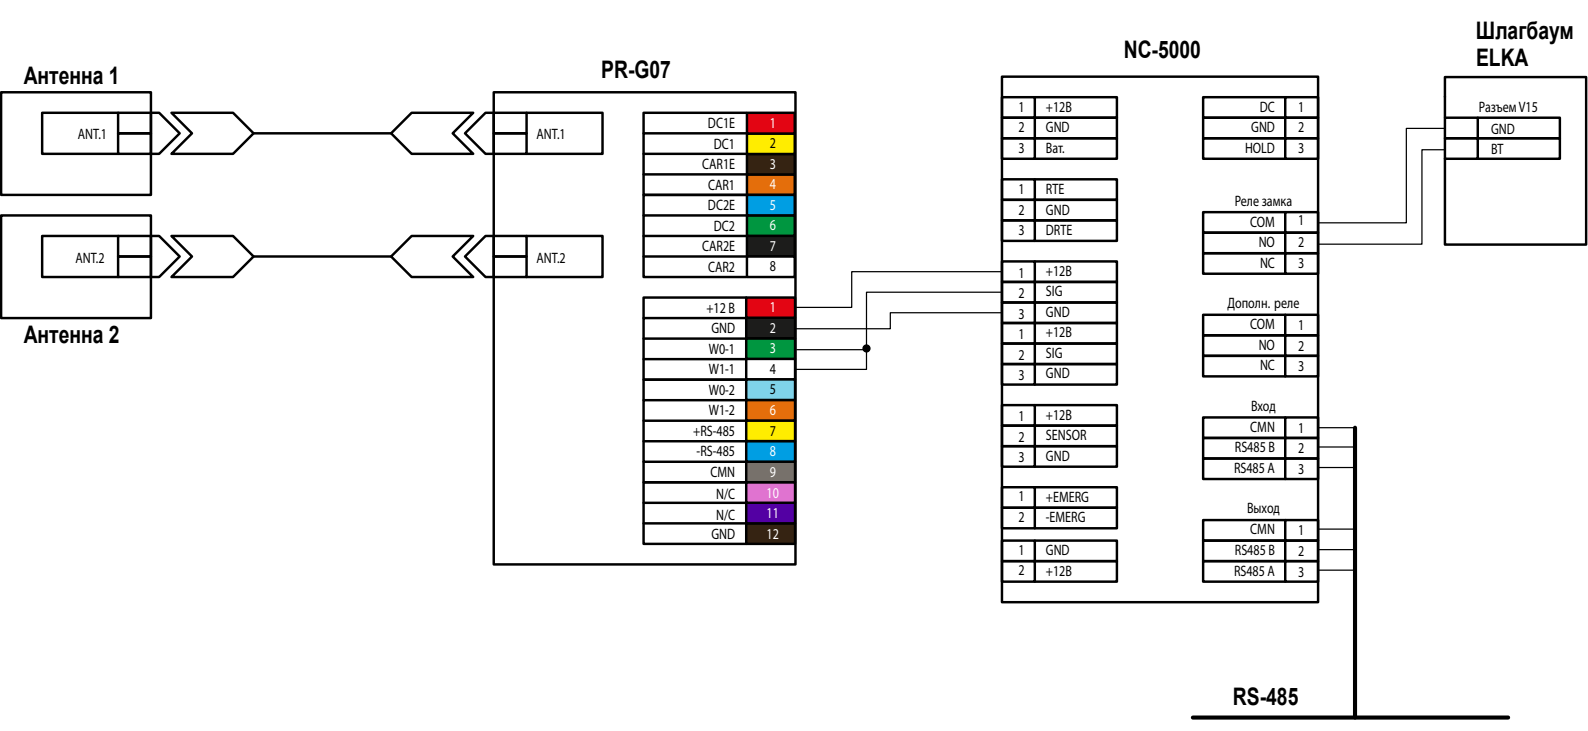 Антенна 1
ANT.1
ANT.2
Антенна 2
PR-G07
ANT.1
ANT.2
DC1E 1
DC1 2
CAR1E 3
CAR1 4
DC2E 5
DC2 6
CAR2E 7
CAR2 8
+12 В 1
GND 2
W0-1 3
W1-1 4
W0-2 5
W1-2 6
+RS-485 7
-RS-485 8
CMN 9
N/C 10
N/C 11
GND 12
NC-5000
1 +12В
2 GND
3 Bat.
1 RTE
2 GND
3 DRTE
1 +12В
2 SIG
3 GND
1 +12В
2 SIG
3 GND
1 +12В
2 SENSOR
3 GND
1 +EMERG
2 -EMERG
1 GND
2 +12В
DC 1
GND 2
HOLD 3
Реле замка
COM 1
NO 2
NC 3
Дополн. реле
COM 1
NO 2
NC 3
Вход
CMN 1
RS485 B 2
RS485 A 3
Выход
CMN 1
RS485 B 2
RS485 A 3
Шлагбаум
ELKA
Разъем V15
GND
BT
RS-485